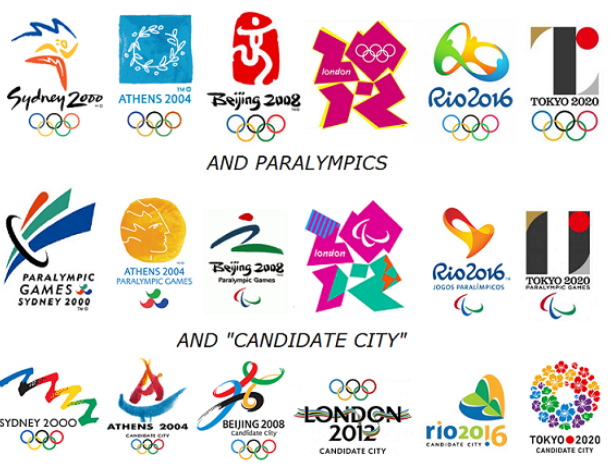 Sydney 2000
ATHENS 2004
Beijing 2008
london
Rio2016
TOKYO 2020
AND PARALYMPICS
PARALYMPIC
GAMES
SYDNEY 2000
ATHENS 2004
PARALYMPIC GAMES
Beijing 2008
Paralympic Games
london
Rio2016
JOGOS PARALÍMPICOS
TOKYO 2020
PARALYMPIC GAMES
AND "CANDIDATE CITY"
SYDNEY 2000
ATHENS 2004
CANDIDATE CITY
BEIJING 2008
Candidate City
LONDON
2012
CANDIDATE CITY
rio2016
CANDIDATE CITY
TOKYO 2020
CANDIDATE CITY